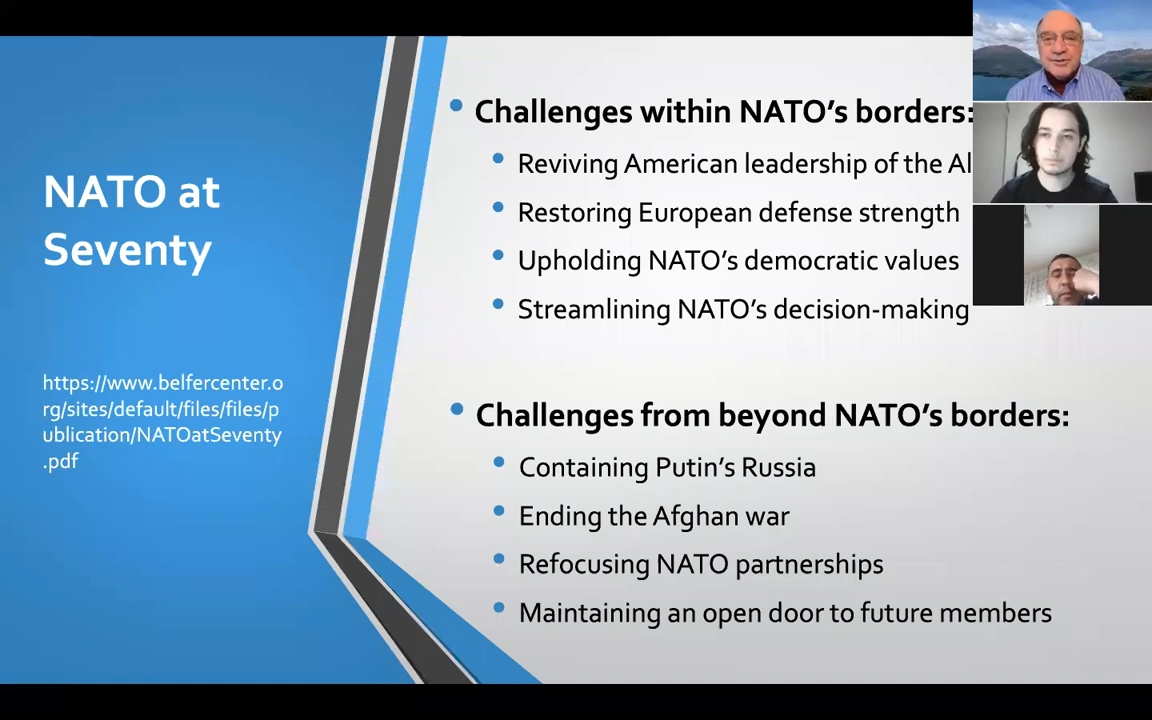 NATO at
Seventy
https://www.belfercenter.o
rg/sites/default/files/files/p
ublication/NATOatSeventy
.pdf
Challenges within NATO’s borders:
Reviving American leadership of the Al
Restoring European defense strength
Upholding NATO’s democratic values
Streamlining NATO’s decision-making
Challenges from beyond NATO’s borders:
Containing Putin’s Russia
Ending the Afghan war
Refocusing NATO partnerships
Maintaining an open door to future members